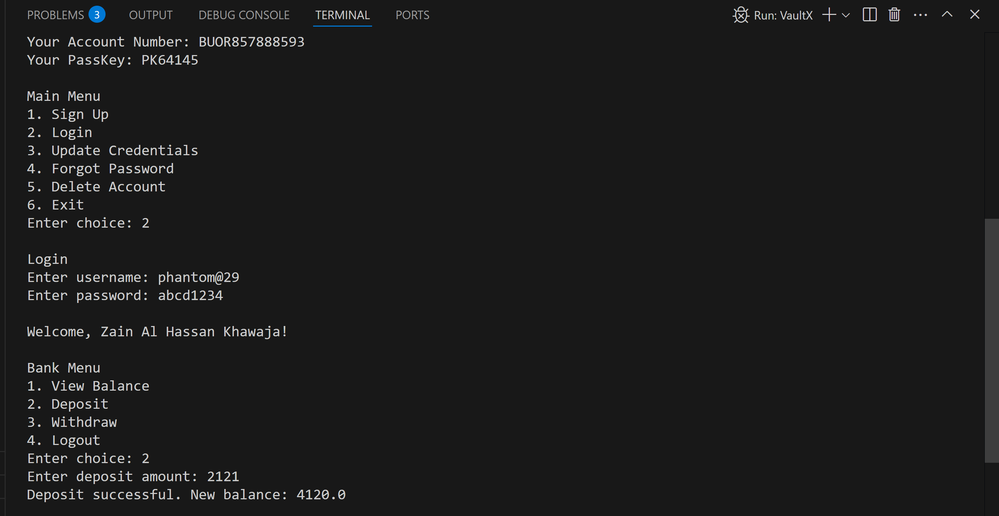 PROBLEMS 3 OUTPUT DEBUG CONSOLE TERMINAL PORTS Run: VaultX
Your Account Number: BUOR857888593
Your PassKey: PK64145
Main Menu
1. Sign Up
2. Login
3. Update Credentials
4. Forgot Password
5. Delete Account
6. Exit
Enter choice: 2
Login
Enter username: phantom@29
Enter password: abcd1234
Welcome, Zain Al Hassan Khawaja!
Bank Menu
1. View Balance
2. Deposit
3. Withdraw
4. Logout
Enter choice: 2
Enter deposit amount: 2121
Deposit successful. New balance: 4120.0